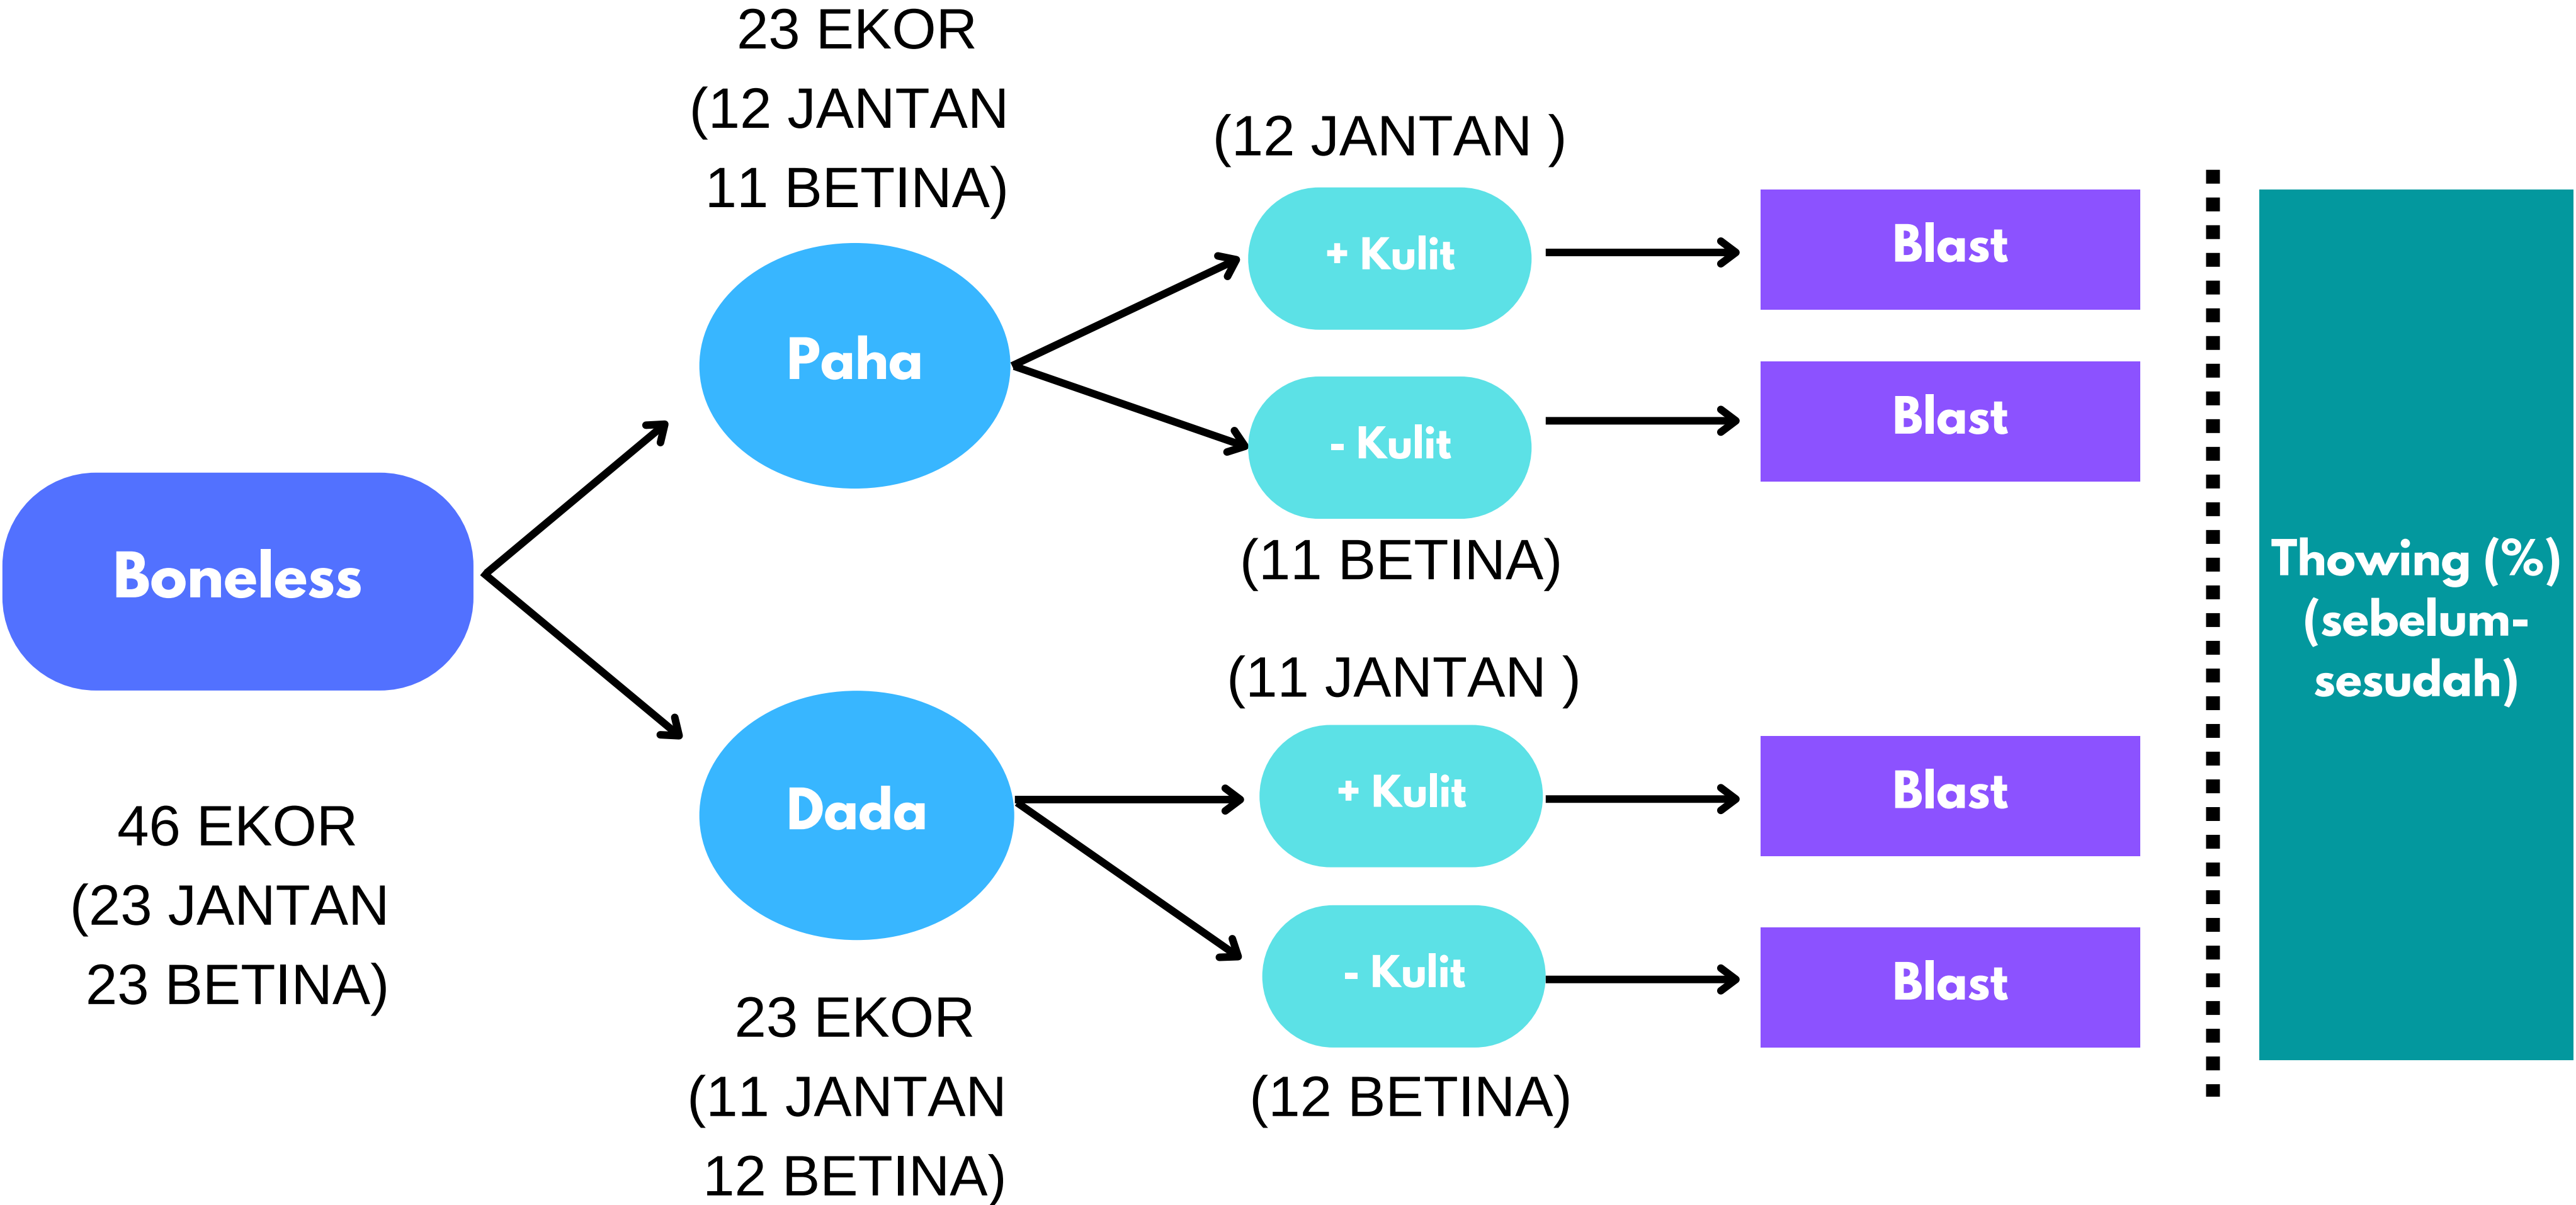 23 EKOR
(12 JANTAN
11 BETINA)
(12 JANTAN )
+ Kulit
Blast
Paha
- Kulit
Blast
(11 BETINA)
Boneless
46 EKOR
(23 JANTAN
23 BETINA)
(11 JANTAN )
Dada
+ Kulit
Blast
- Kulit
Blast
23 EKOR
(11 JANTAN
12 BETINA)
(12 BETINA)
Thowing (%)
(sebelum-
sesudah)